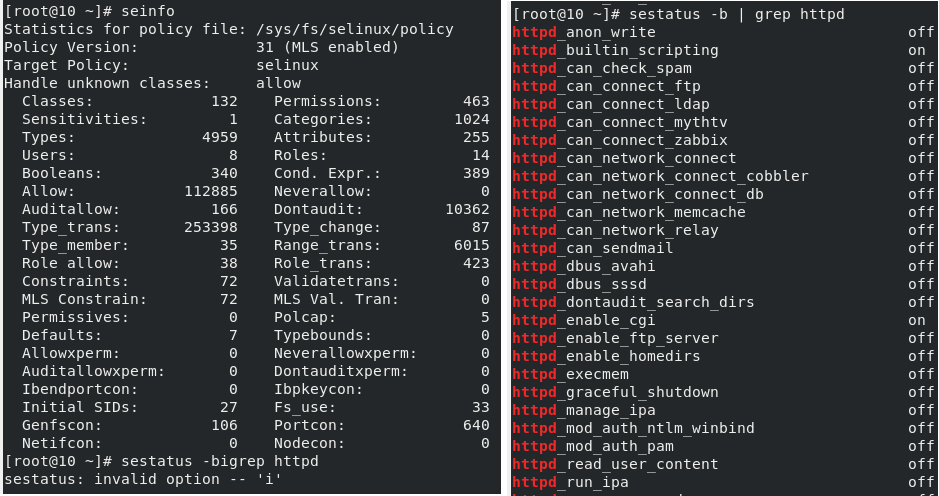 [root@10 ~]# seinfo
Statistics for policy file: /sys/fs/selinux/policy
Policy Version:             31 (MLS enabled)
Target Policy:              selinux
Handle unknown classes:     allow
  Classes:             132    Permissions:         463
  Sensitivities:         1    Categories:         1024
  Types:              4959    Attributes:          255
  Users:                 8    Roles:                14
  Booleans:            340    Cond. Expr.:         389
  Allow:            112885    Neverallow:            0
  Auditallow:          166    Dontaudit:         10362
  Type_trans:       253398    Type_change:          87
  Type_member:          35    Range_trans:        6015
  Role allow:           38    Role_trans:          423
  Constraints:          72    Validatetrans:         0
  MLS Constrain:        72    MLS Val. Tran:         0
  Permissives:           0    Polcap:                5
  Defaults:              7    Typebounds:            0
  Allowxperm:            0    Neverallowxperm:       0
  Auditallowxperm:       0    Dontauditxperm:        0
  Ibendportcon:          0    Ibpkeycon:             0
  Initial SIDs:         27    Fs_use:               33
  Genfscon:            106    Portcon:             640
  Netifcon:              0    Nodecon:               0
[root@10 ~]# sestatus -bigrep httpd
sestatus: invalid option -- 'i'
[root@10 ~]# sestatus -b | grep httpd
httpd_anon_write                            off
httpd_builtin_scripting                     on
httpd_can_check_spam                        off
httpd_can_connect_ftp                       off
httpd_can_connect_ldap                      off
httpd_can_connect_mythtv                    off
httpd_can_connect_zabbix                    off
httpd_can_network_connect                   off
httpd_can_network_connect_cobbler           off
httpd_can_network_connect_db                off
httpd_can_network_memcache                  off
httpd_can_network_relay                     off
httpd_can_sendmail                          off
httpd_dbus_avahi                            off
httpd_dbus_sssd                             off
httpd_dontaudit_search_dirs                 off
httpd_enable_cgi                            on
httpd_enable_ftp_server                     off
httpd_enable_homedirs                       off
httpd_execmem                               off
httpd_graceful_shutdown                     off
httpd_manage_ipa                            off
httpd_mod_auth_ntlm_winbind                 off
httpd_mod_auth_pam                          off
httpd_read_user_content                     off
httpd_run_ipa                               off